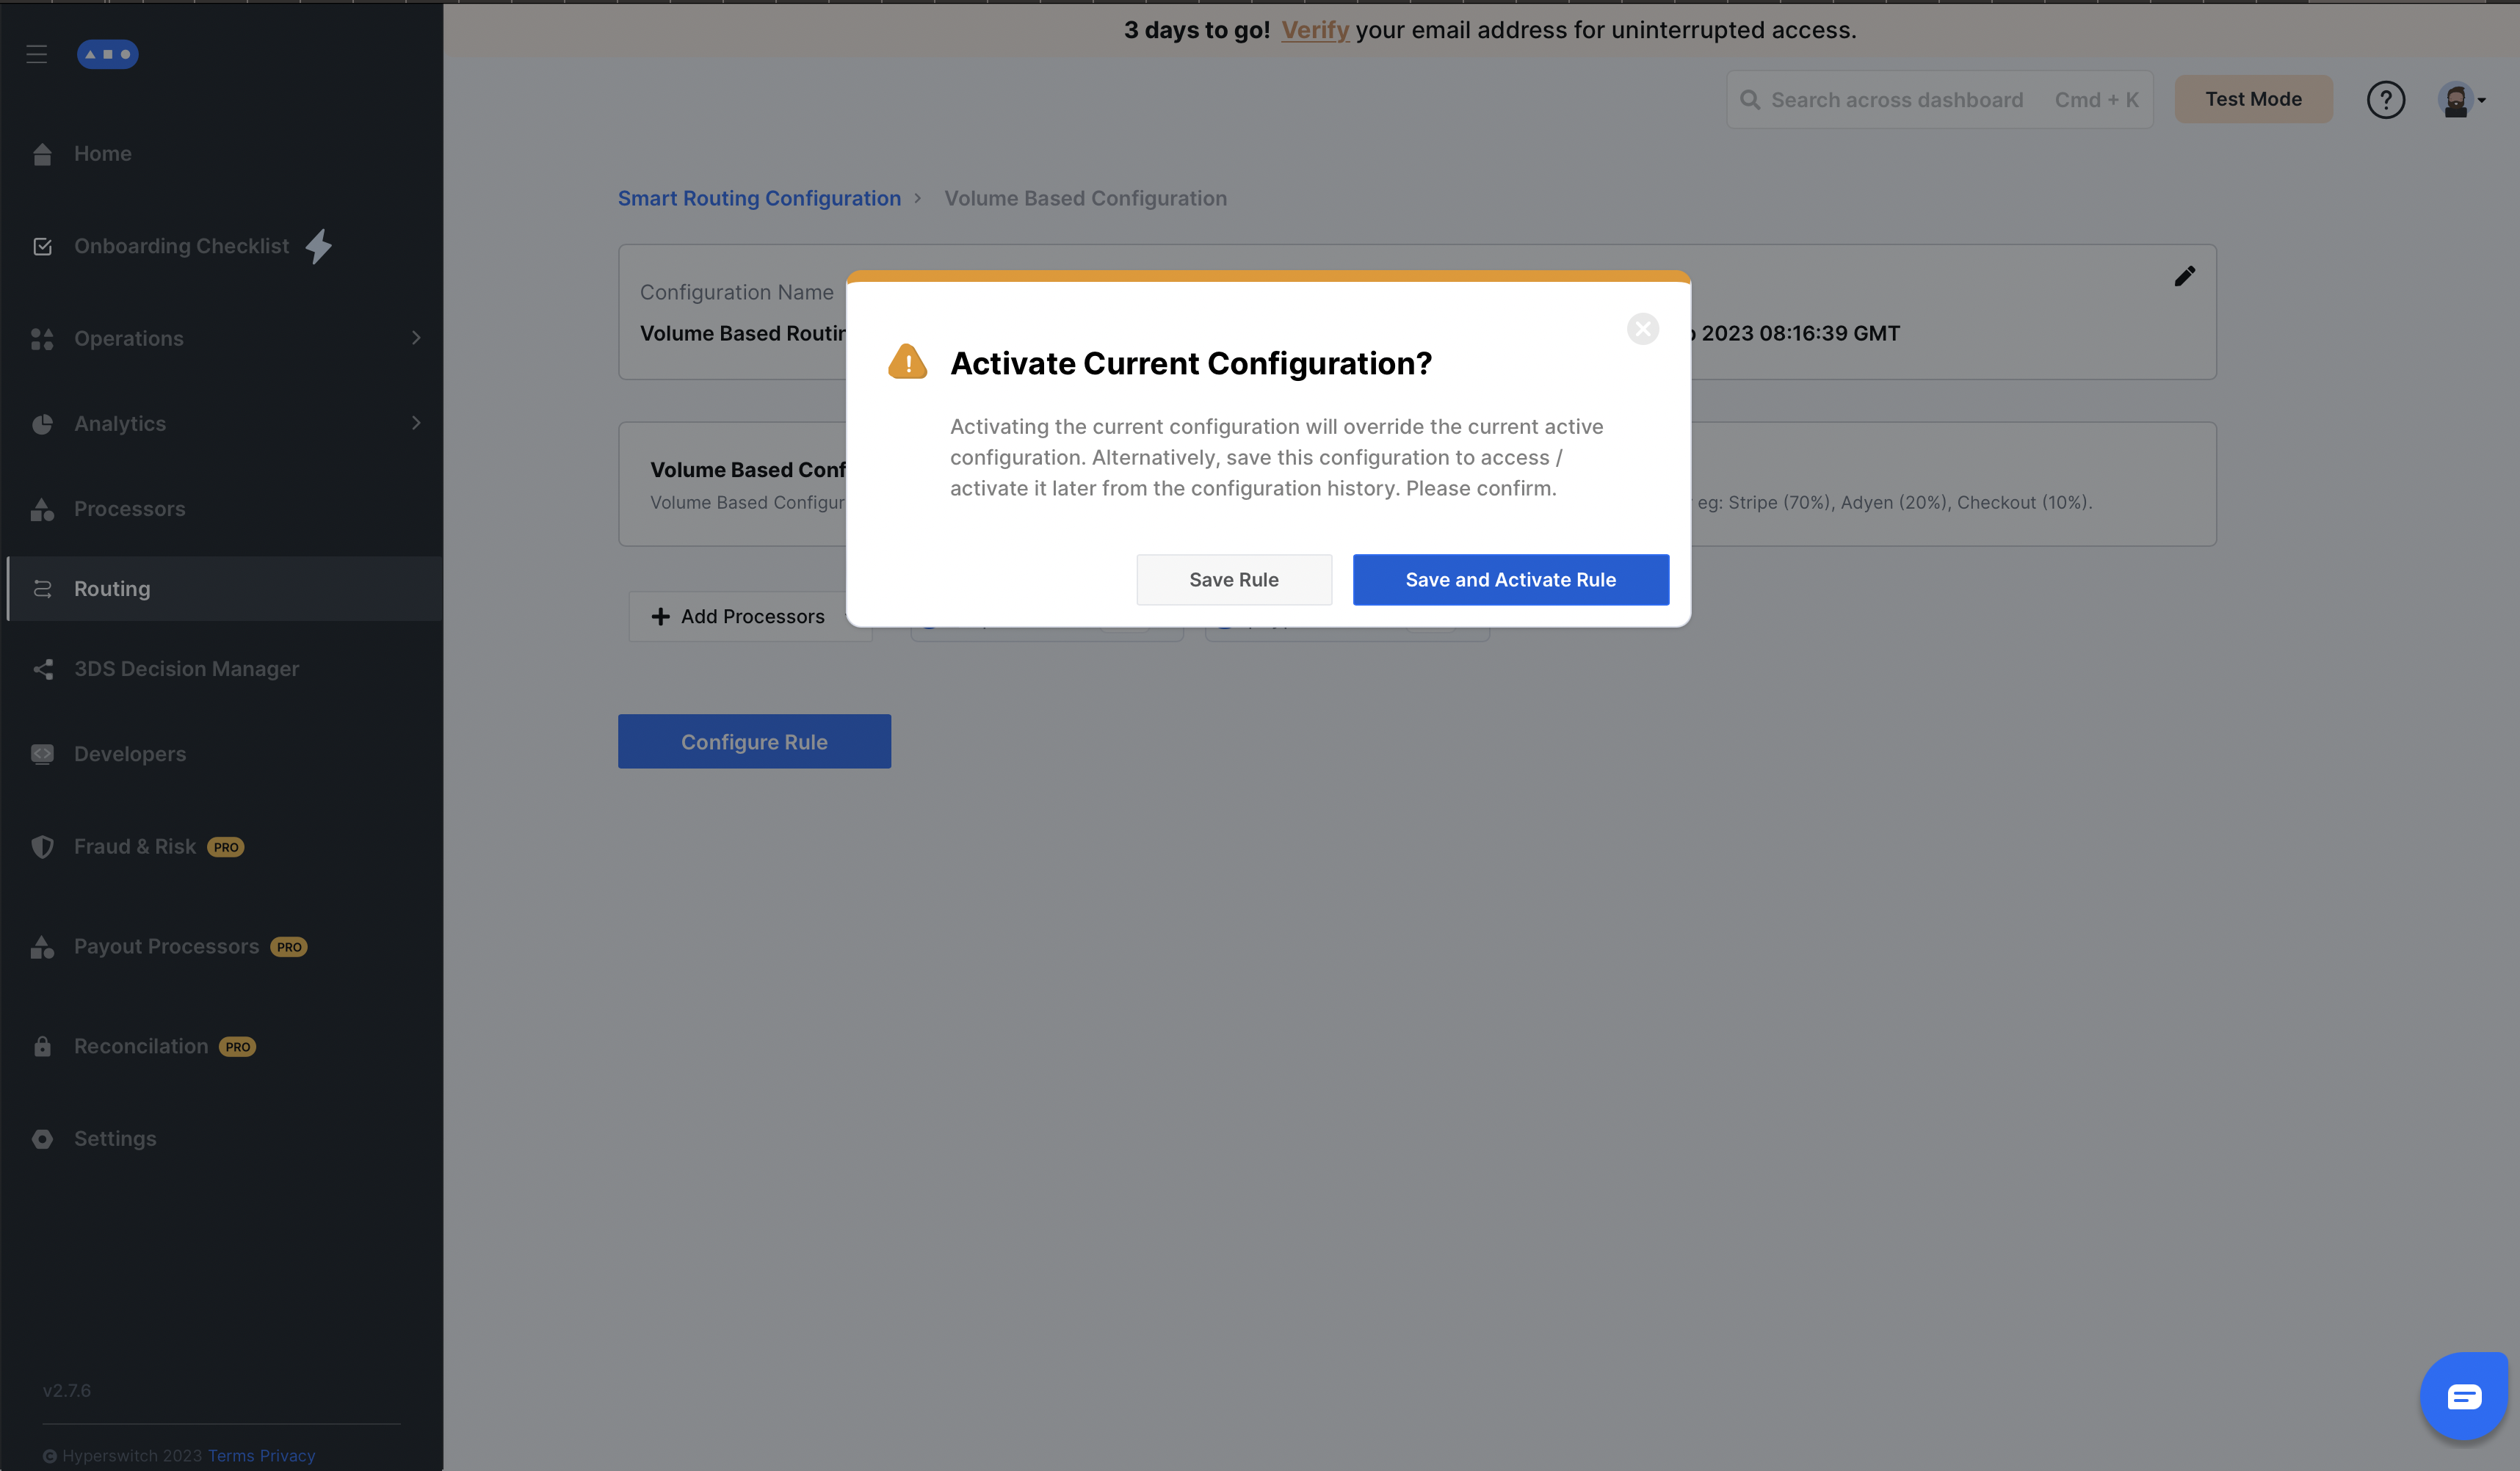 3 days to go! Verify your email address for uninterrupted access.
Search across dashboard Cmd + K
Test Mode
?
Home
Onboarding Checklist
Operations
Analytics
Processors
Routing
3DS Decision Manager
Developers
Fraud & Risk PRO
Payout Processors PRO
Reconcilation PRO
Settings
v2.7.6
© Hyperswitch 2023 Terms Privacy
Smart Routing Configuration > Volume Based Configuration
Configuration Name
Volume Based
2023 08:16:39 GMT
Volume Based
Volume Based
eg: Stripe (70%), Adyen (20%), Checkout (10%).
Activate Current Configuration?
Activating the current configuration will override the current active
configuration. Alternatively, save this configuration to access /
activate it later from the configuration history. Please confirm.
Save Rule
Save and Activate Rule
+ Add Processors
Configure Rule